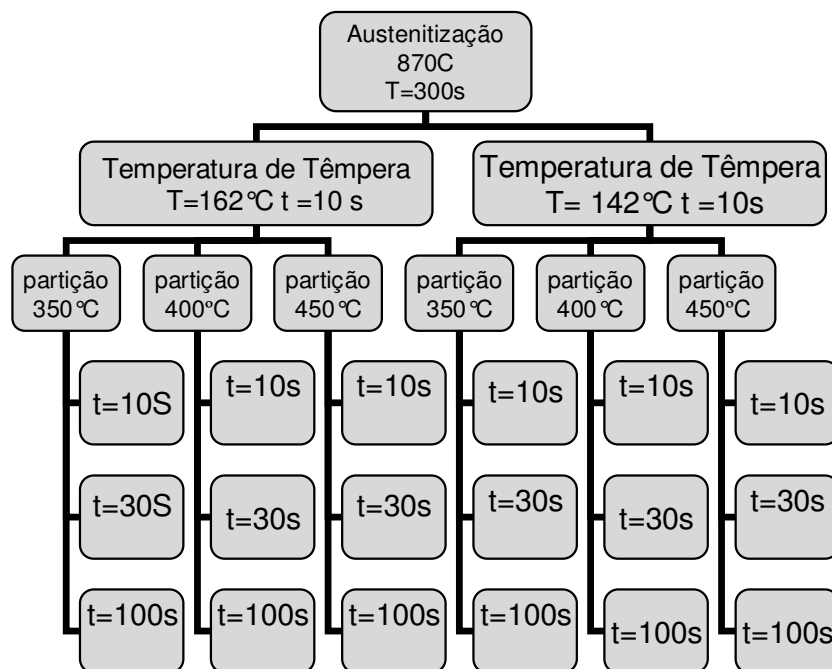 Austenitização
870C
T=300s
Temperatura de Têmpera
T=162°C t =10 s
Temperatura de Têmpera
T= 142°C t =10s
partição
350°C
partição
400ºC
partição
450°C
partição
350°C
partição
400°C
partição
450ºC
t=10S
t=10s
t=10s
t=10s
t=10s
t=10s
t=30S
t=30s
t=30s
t=30s
t=30s
t=30s
t=100s
t=100s
t=100s
t=100s
t=100s
t=100s